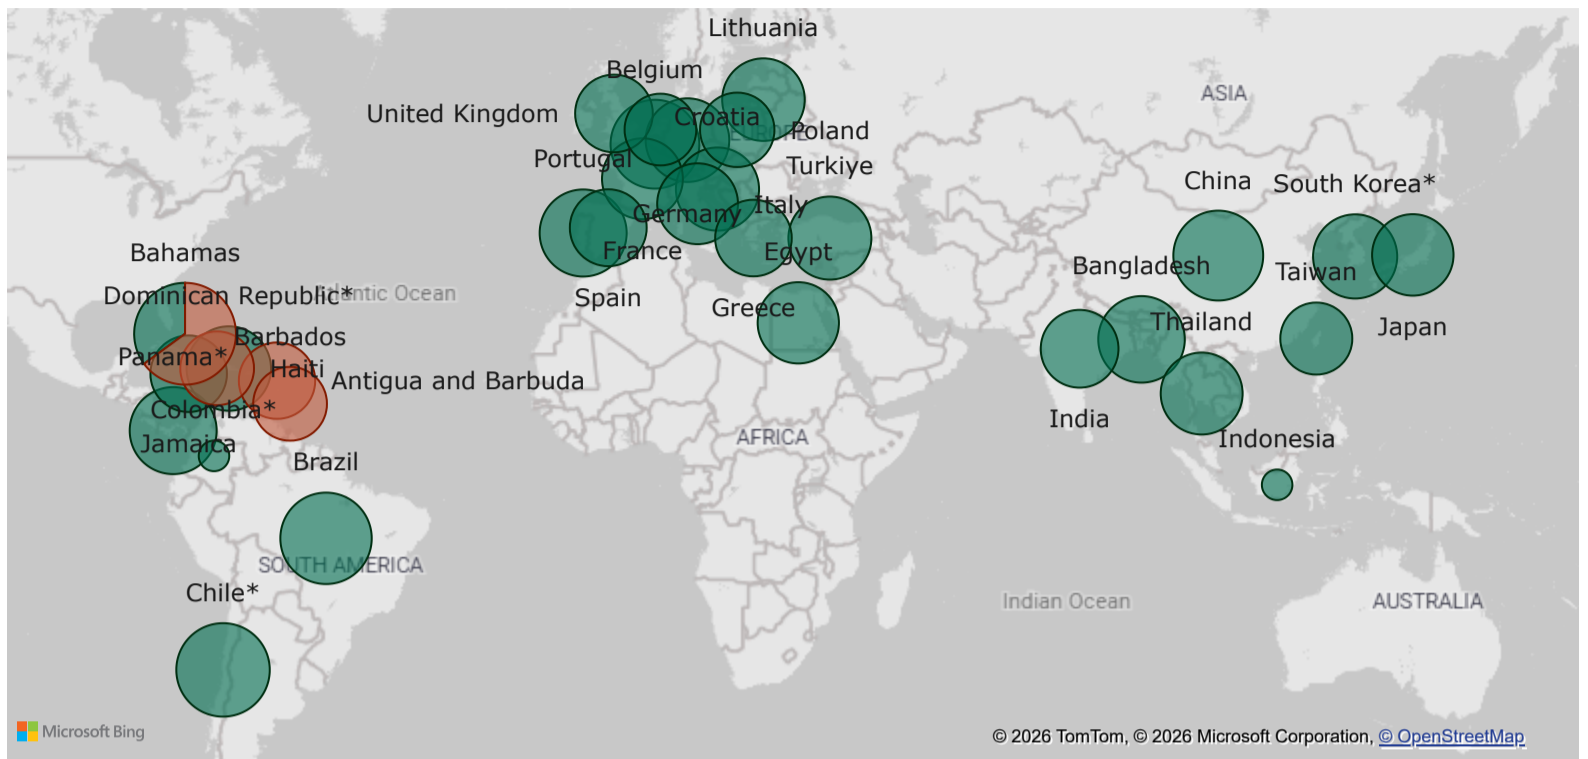 Lithuania
Belgium
ASIA
United Kingdom
Croatia
EUROPE
Poland
Portugal
Turkiye
China
South Korea*
Italy
Germany
France
Egypt
Bahamas
Bangladesh
Taiwan
Dominican Republic*
Atlantic Ocean
Spain
Greece
Thailand
Japan
Barbados
Panama*
Haiti
Antigua and Barbuda
Colombia*
India
Jamaica
AFRICA
Indonesia
Brazil
SOUTH AMERICA
Chile*
Indian Ocean
AUSTRALIA
Microsoft Bing
© 2026 TomTom, © 2026 Microsoft Corporation, © OpenStreetMap